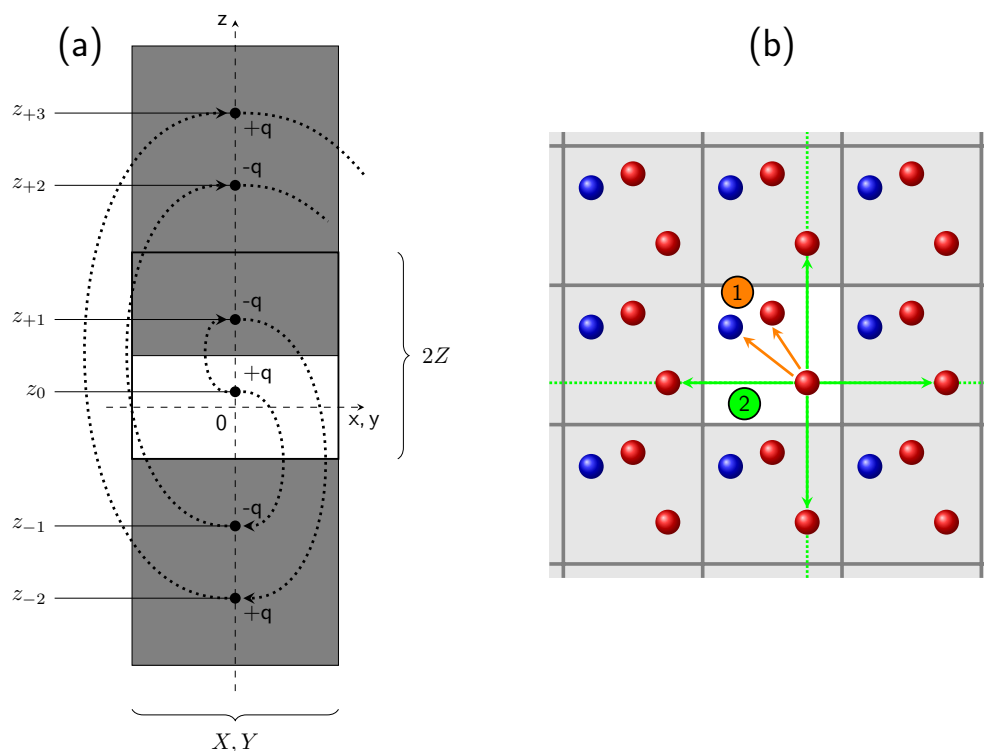 (a)
z
z₊₃
+q
z₊₂
-q
z₊₁
-q
2Z
z₀
+q
0
x, y
z₋₁
-q
z₋₂
+q
X, Y
(b)
1
2